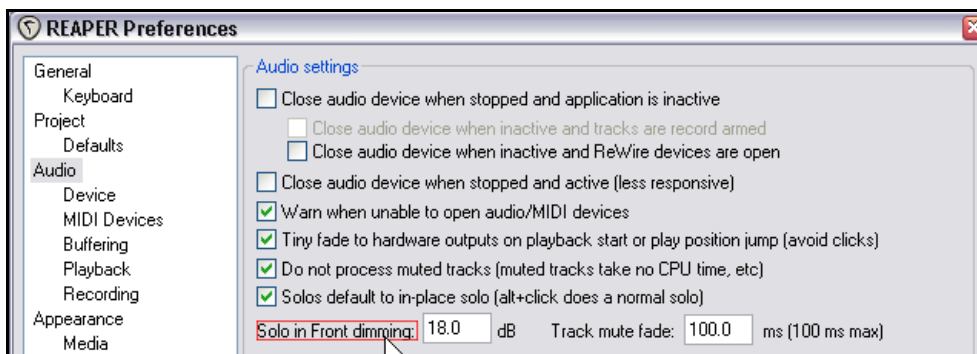 REAPER Preferences
General
Keyboard
Project
Defaults
Audio
Device
MIDI Devices
Buffering
Playback
Recording
Appearance
Media
Audio settings
Close audio device when stopped and application is inactive
Close audio device when inactive and tracks are record armed
Close audio device when inactive and ReWire devices are open
Close audio device when stopped and active (less responsive)
Warn when unable to open audio/MIDI devices
Tiny fade to hardware outputs on playback start or play position jump (avoid clicks)
Do not process muted tracks (muted tracks take no CPU time, etc)
Solos default to in-place solo (alt+click does a normal solo)
Solo in Front dimming: 18.0 dB Track mute fade: 100.0 ms (100 ms max)